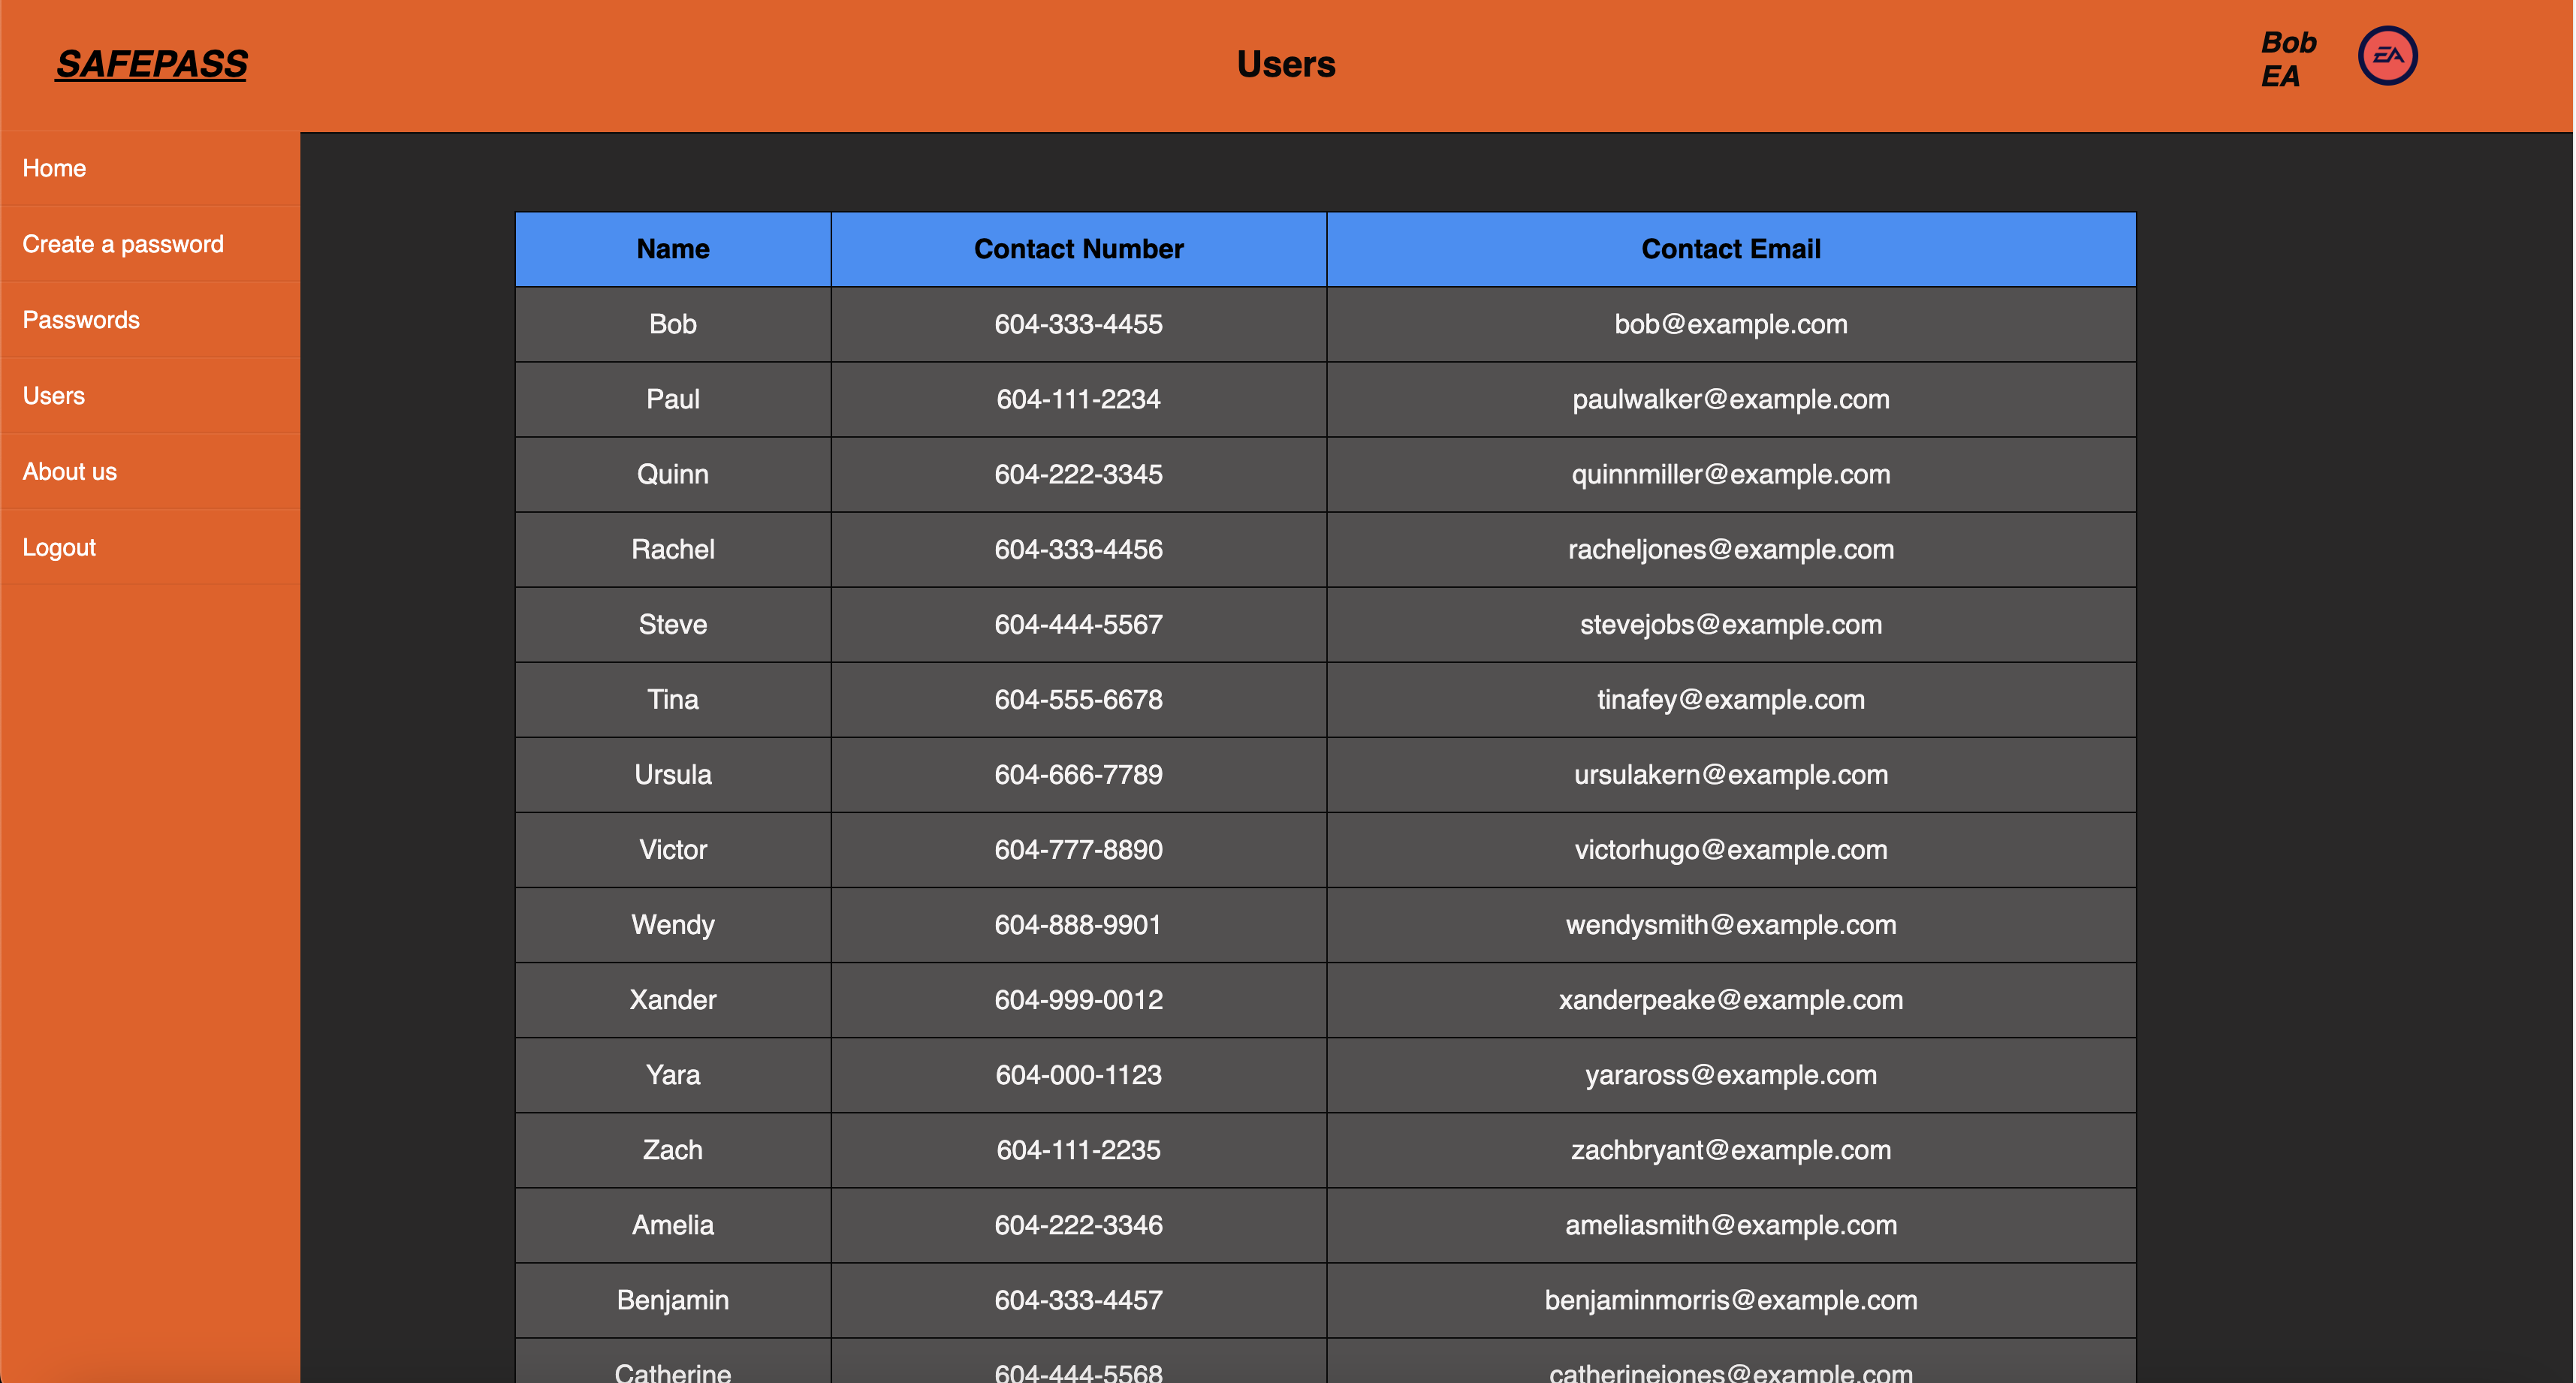 SAFEPASS
Users
Bob
EA
EA
Home
Create a password
Passwords
Users
About us
Logout
Name Contact Number Contact Email
Bob 604-333-4455 bob@example.com
Paul 604-111-2234 paulwalker@example.com
Quinn 604-222-3345 quinnmiller@example.com
Rachel 604-333-4456 racheljones@example.com
Steve 604-444-5567 stevejobs@example.com
Tina 604-555-6678 tinafey@example.com
Ursula 604-666-7789 ursulakern@example.com
Victor 604-777-8890 victorhugo@example.com
Wendy 604-888-9901 wendysmith@example.com
Xander 604-999-0012 xanderpeake@example.com
Yara 604-000-1123 yaraross@example.com
Zach 604-111-2235 zachbryant@example.com
Amelia 604-222-3346 ameliasmith@example.com
Benjamin 604-333-4457 benjaminmorris@example.com
Catherine 604-444-5568 catherinejones@example.com